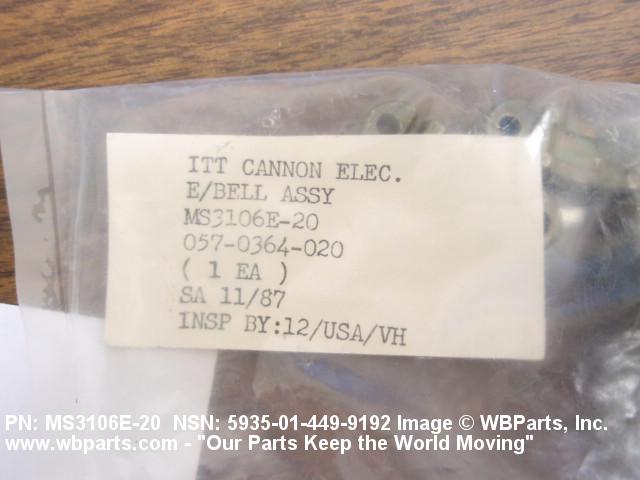 ITT CANNON ELEC.
E/BELL ASSY
MS3106E-20
057-0364-020
( 1 EA )
SA 11/87
INSP BY:12/USA/VH
PN: MS3106E-20 NSN: 5935-01-449-9192 Image © WBParts, Inc.
www.wbparts.com - "Our Parts Keep the World Moving"